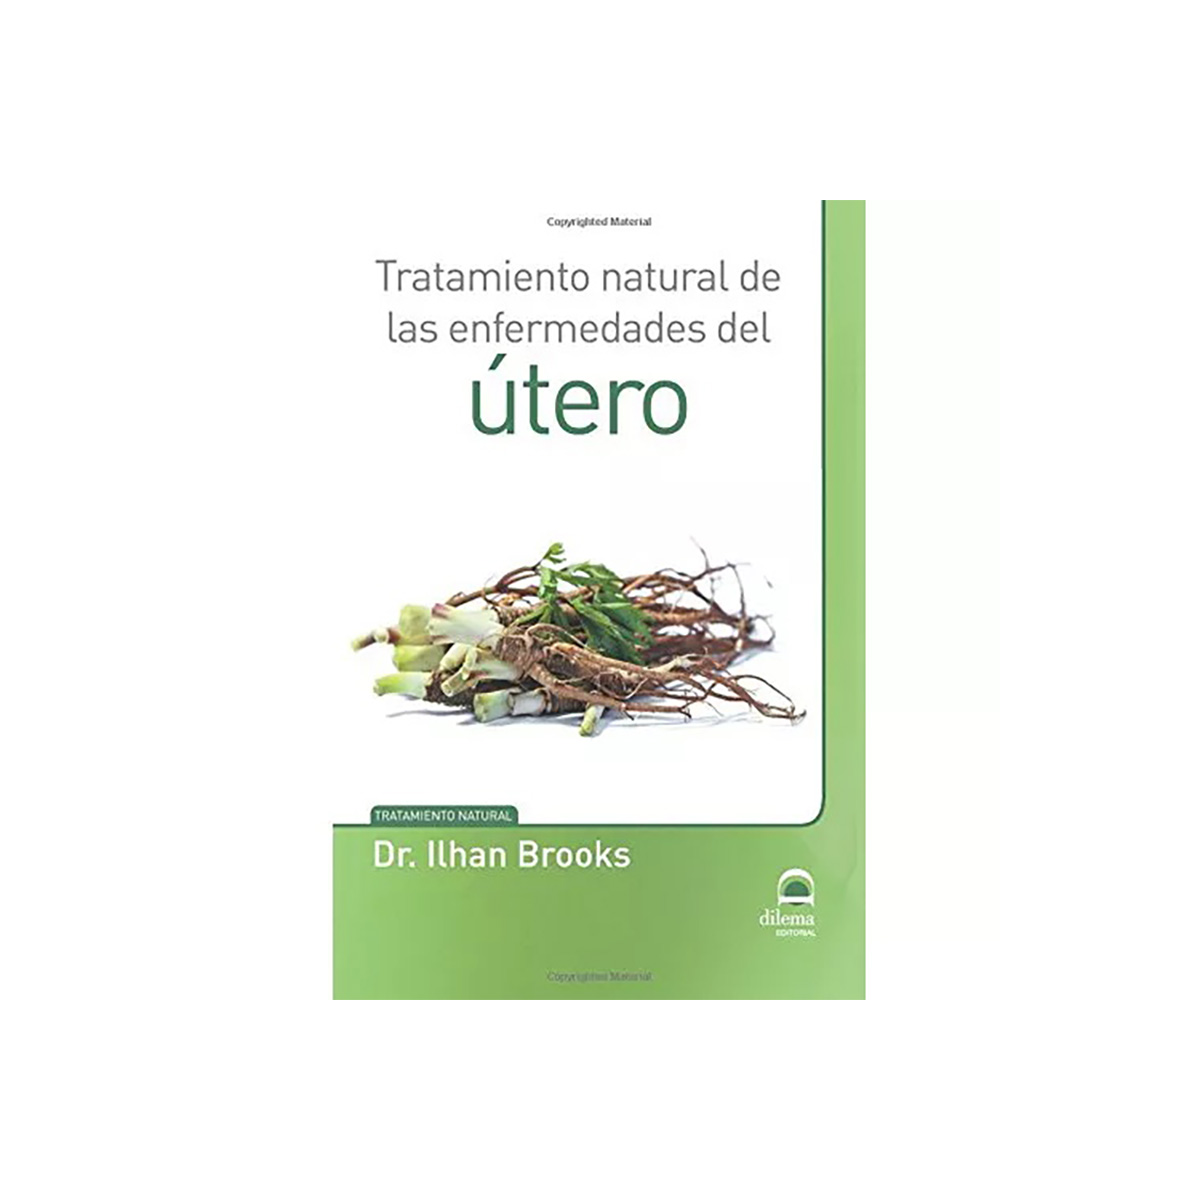 Copyrighted Material
Tratamiento natural de
las enfermedades del
útero
TRATAMIENTO NATURAL
Dr. Ilhan Brooks
dilema
EDITORIAL
Copyrighted Material